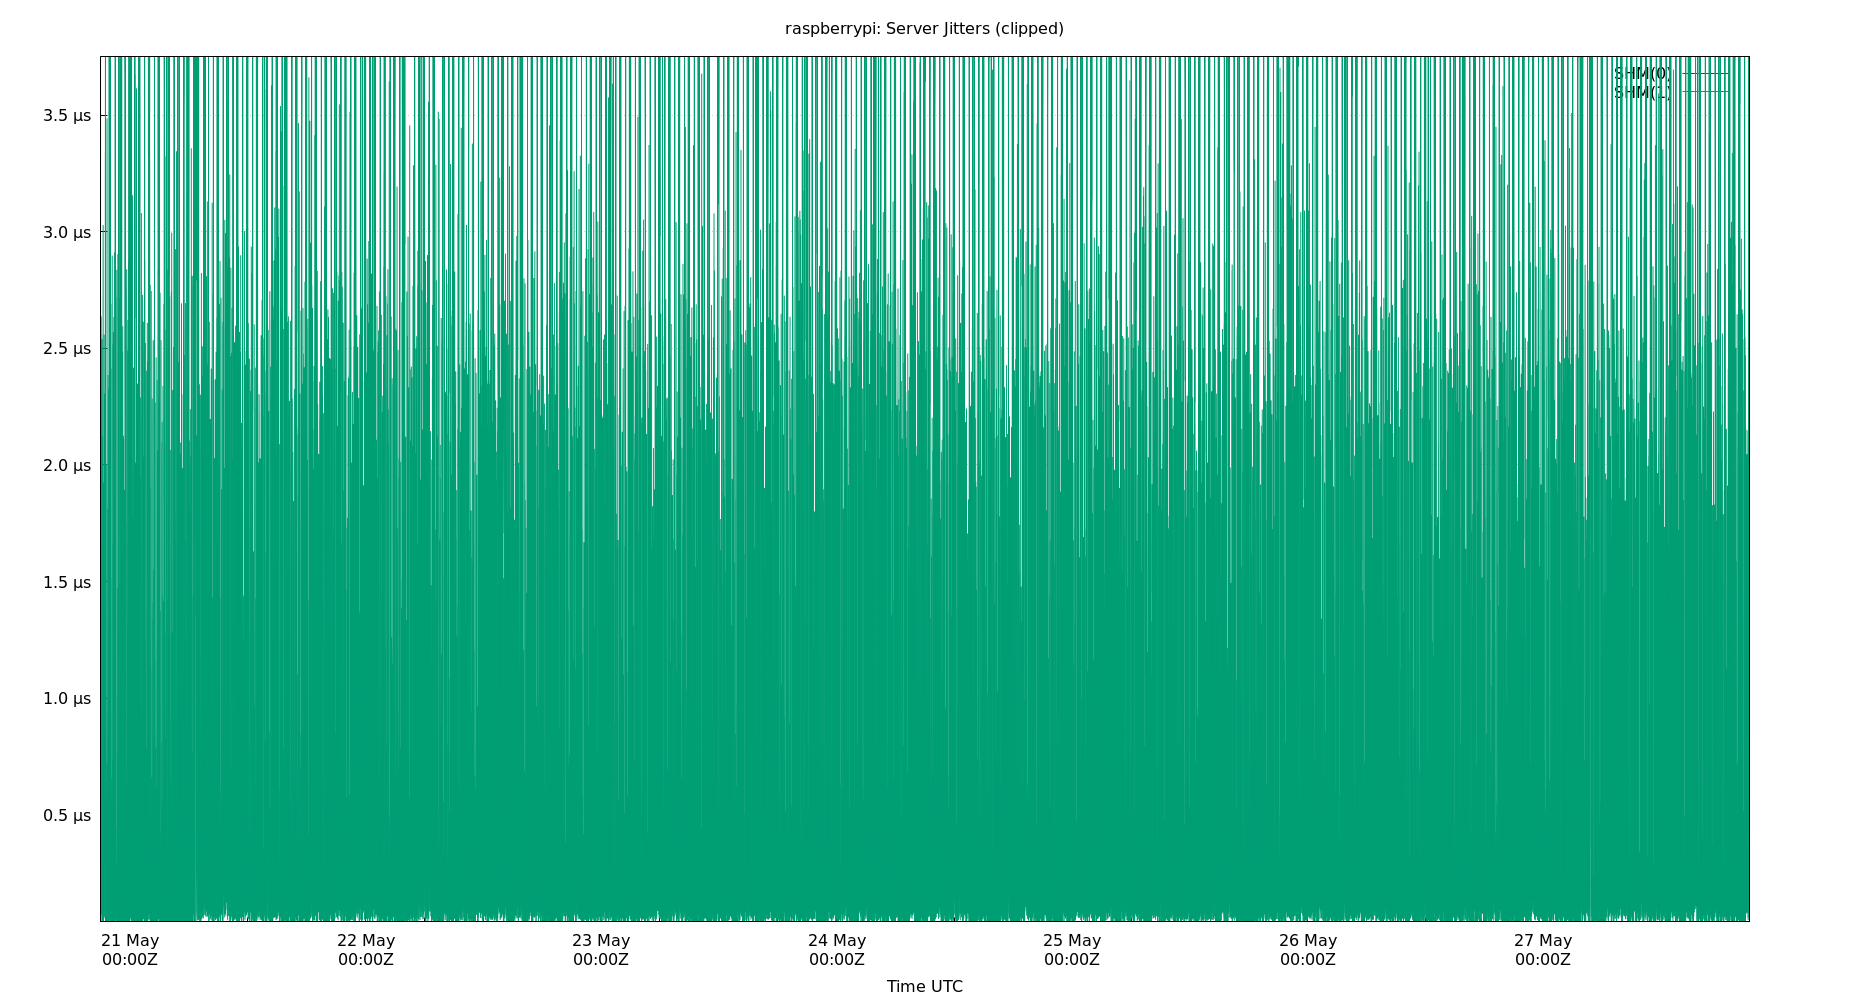 raspberrypi: Server Jitters (clipped)
SHM(0)
SHM(1)
3.5 μs
3.0 μs
2.5 μs
2.0 μs
1.5 μs
1.0 μs
0.5 μs
21 May 22 May 23 May 24 May 25 May 26 May 27 May
00:00Z 00:00Z 00:00Z 00:00Z 00:00Z 00:00Z 00:00Z
Time UTC